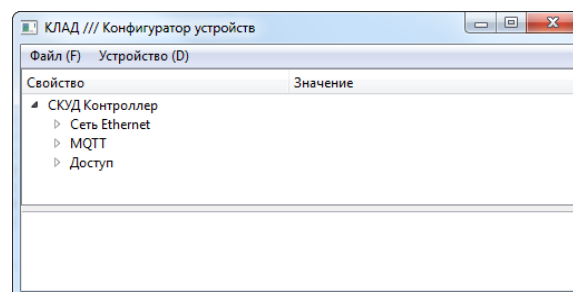 КЛАД /// Конфигуратор устройств
Файл (F) Устройство (D)
Свойство Значение
СКУД Контроллер
Сеть Ethernet
MQTT
Доступ